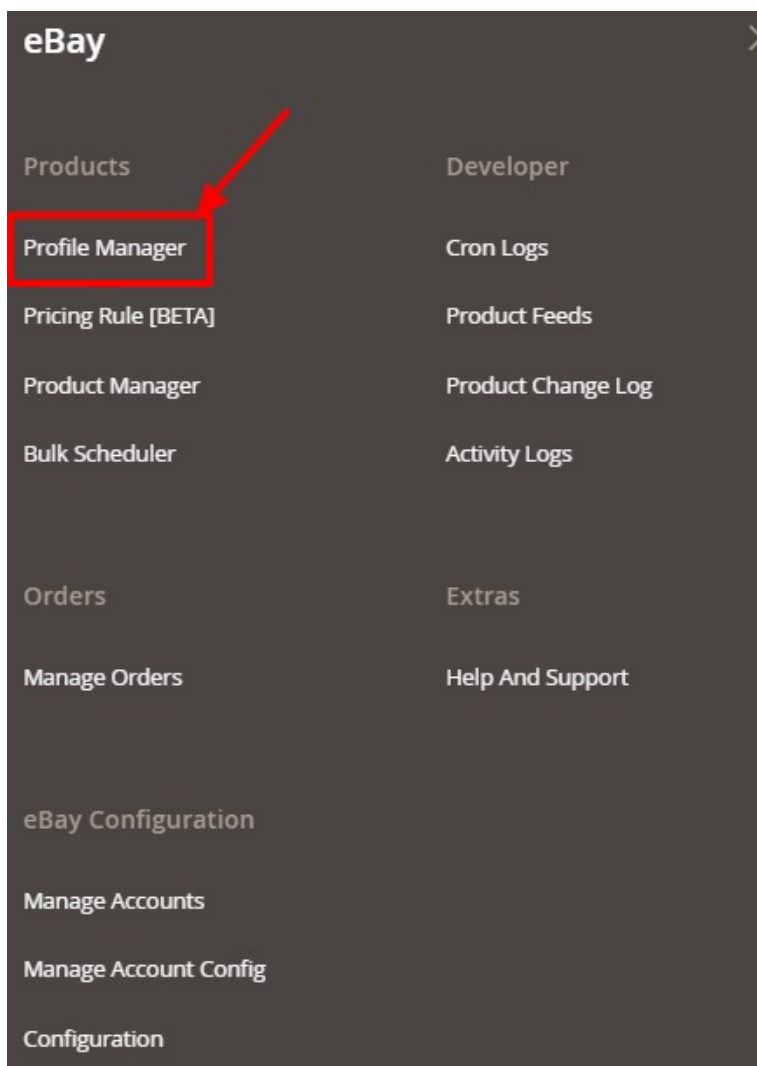 eBay
Products
Profile Manager
Pricing Rule [BETA]
Product Manager
Bulk Scheduler
Developer
Cron Logs
Product Feeds
Product Change Log
Activity Logs
Orders
Manage Orders
Extras
Help And Support
eBay Configuration
Manage Accounts
Manage Account Config
Configuration